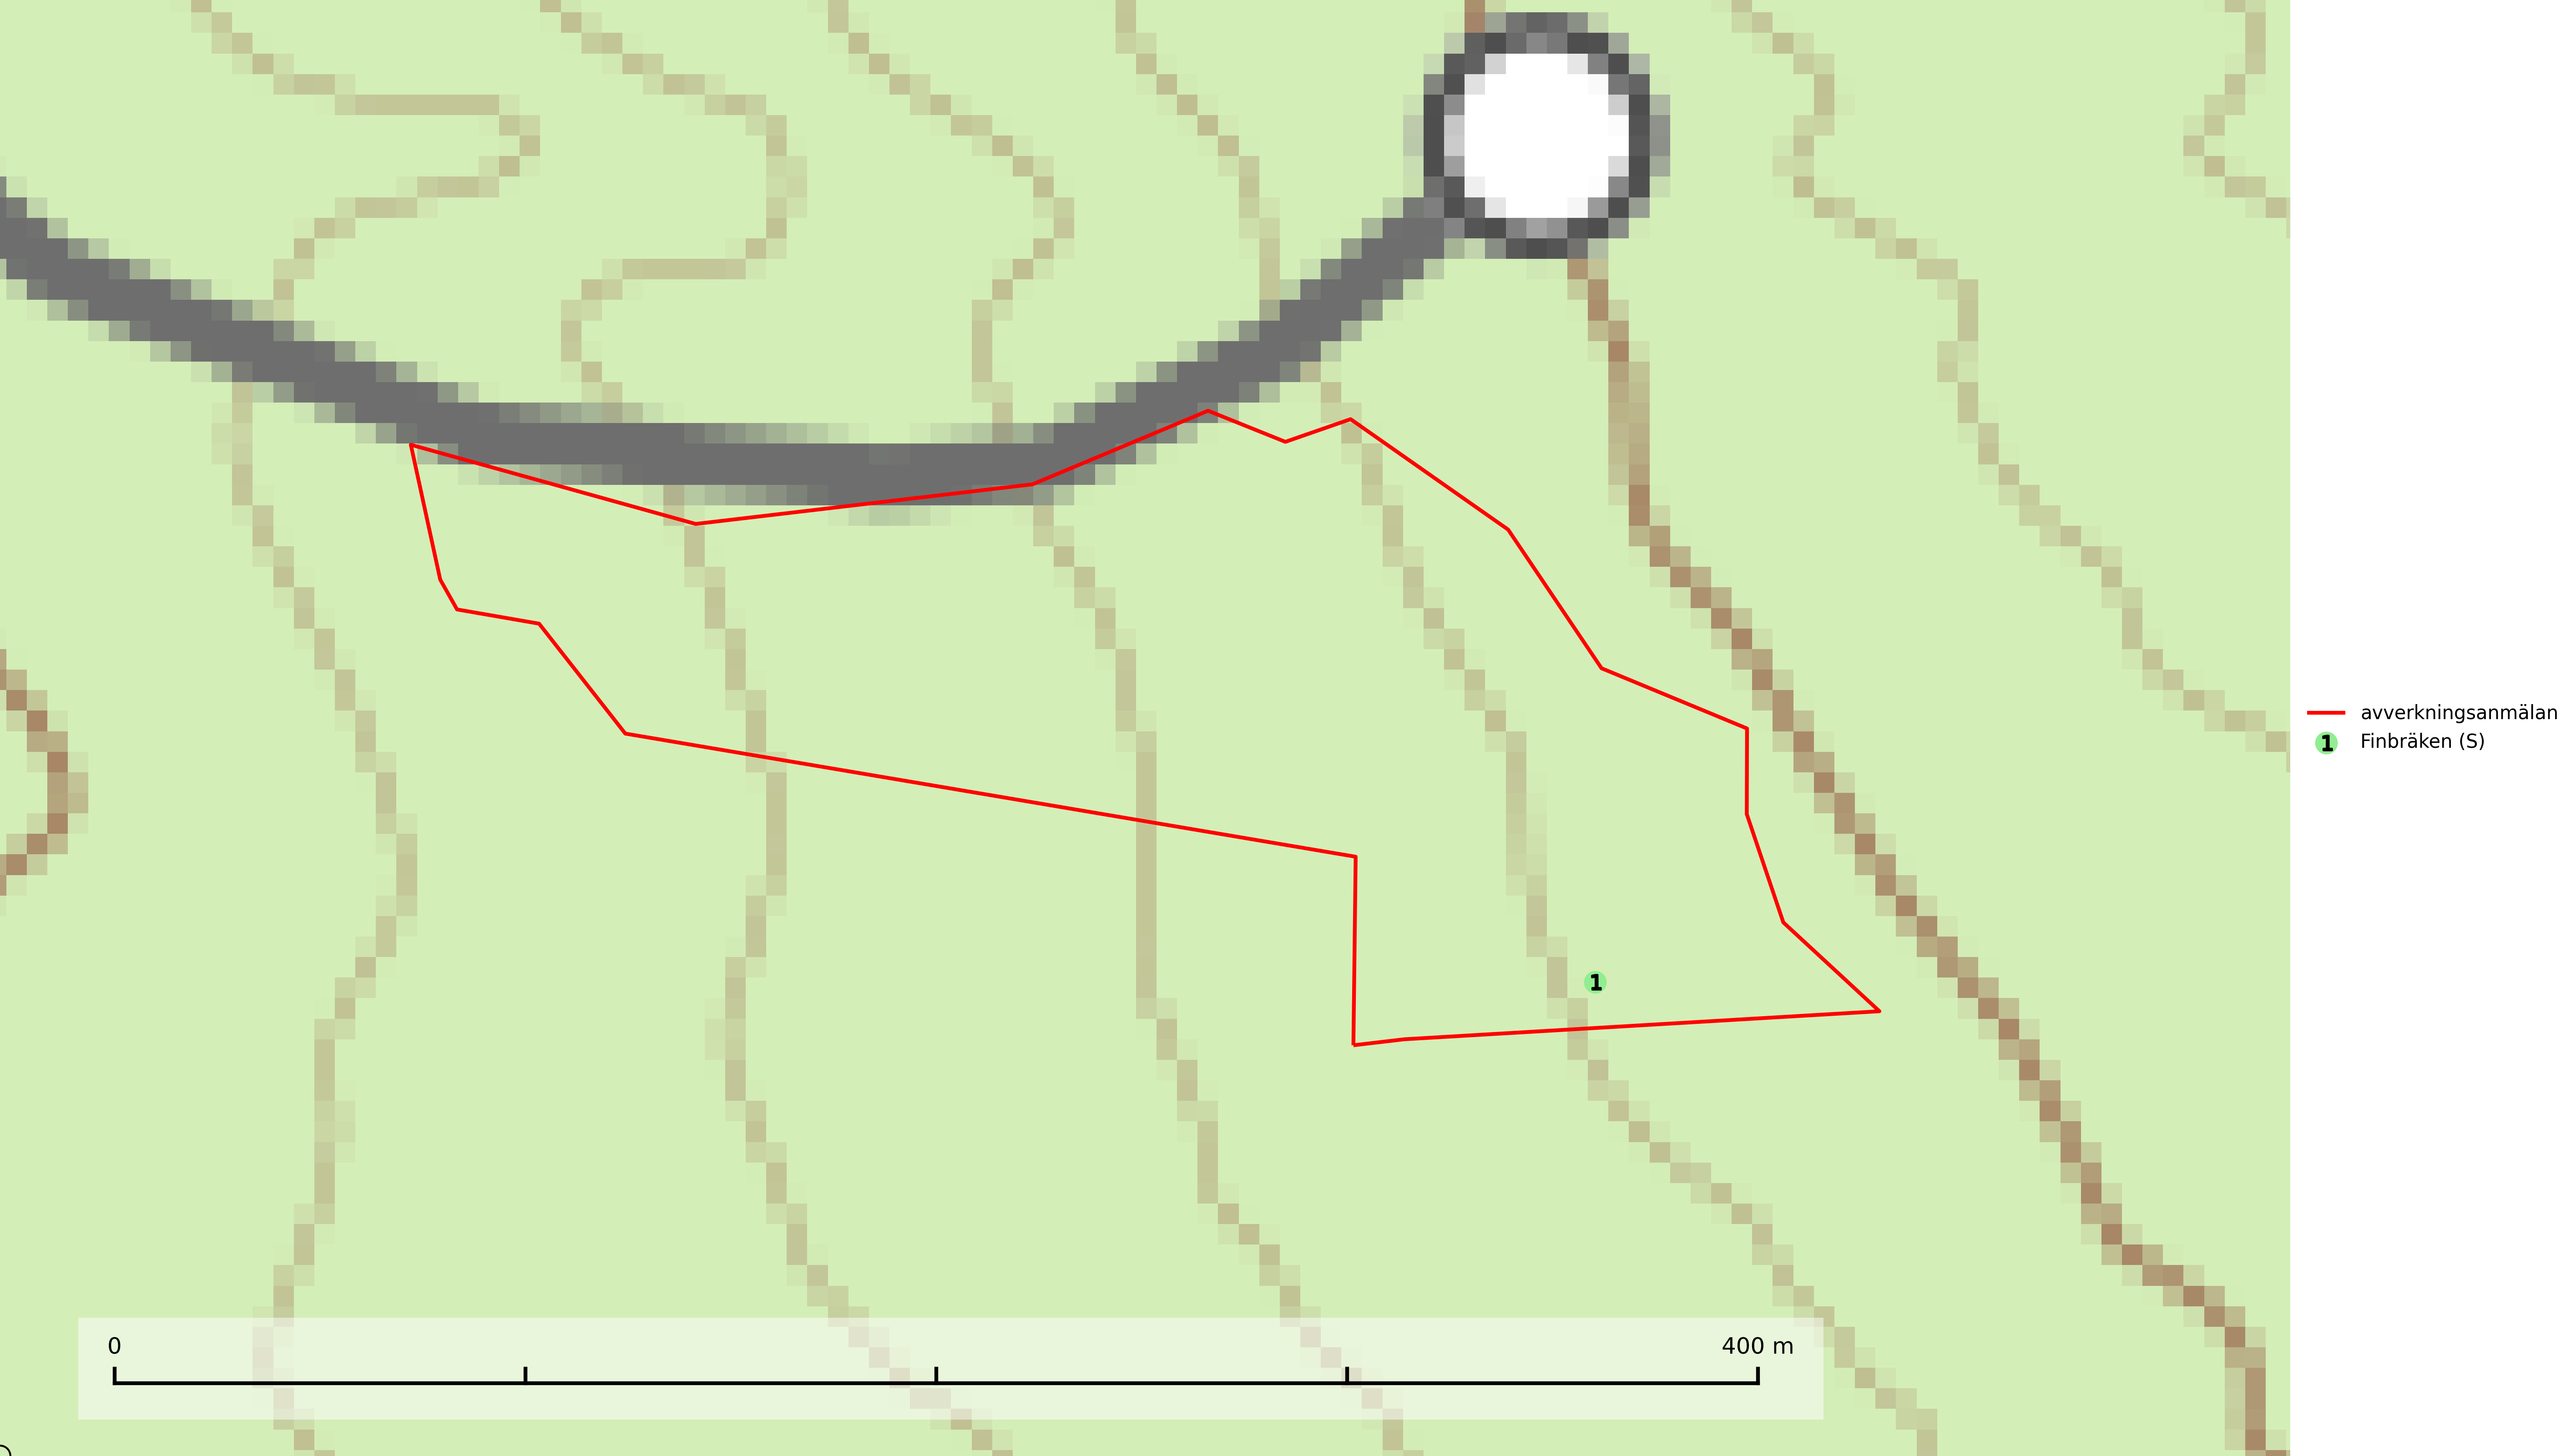 avverkningsanmälan
1 Finbräken (S)
1
0 400 m